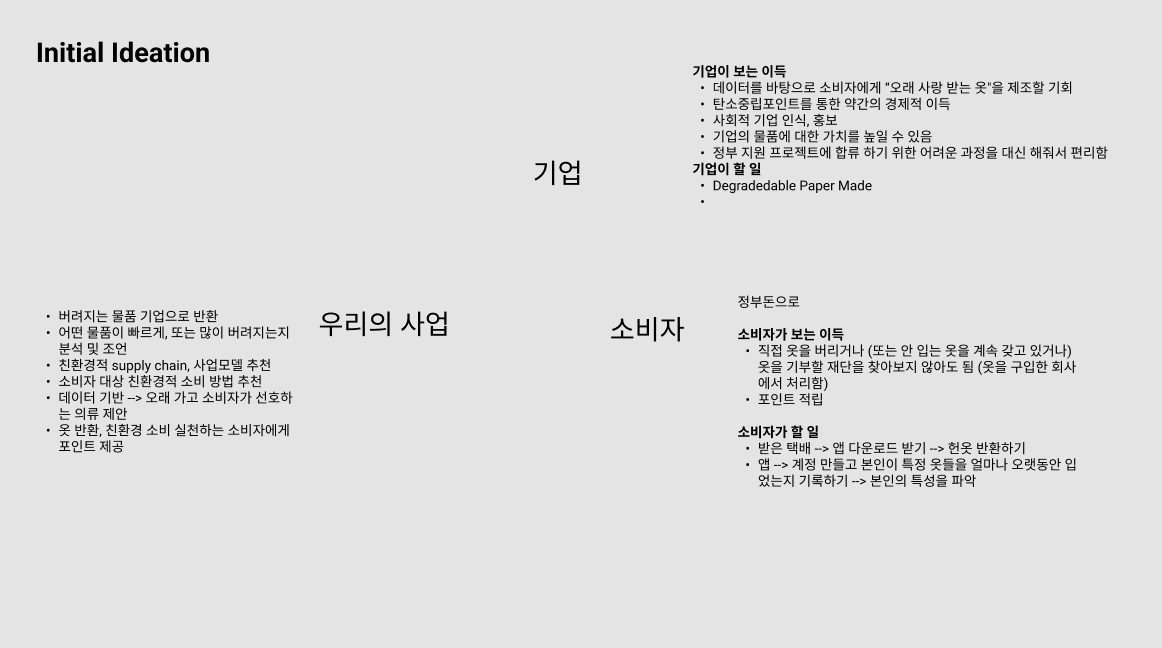 Initial Ideation
기업이 보는 이득
• 데이터를 바탕으로 소비자에게 “오래 사랑 받는 옷"을 제조할 기회
• 탄소중립포인트를 통한 약간의 경제적 이득
• 사회적 기업 인식, 홍보
• 기업의 물품에 대한 가치를 높일 수 있음
• 정부 지원 프로젝트에 합류 하기 위한 어려운 과정을 대신 해줘서 편리함
기업이 할 일
• Degradedable Paper Made
•
기업
우리의 사업
• 버려지는 물품 기업으로 반환
• 어떤 물품이 빠르게, 또는 많이 버려지는지
분석 및 조언
• 친환경적 supply chain, 사업모델 추천
• 소비자 대상 친환경적 소비 방법 추천
• 데이터 기반 --> 오래 가고 소비자가 선호하
는 의류 제안
• 옷 반환, 친환경 소비 실천하는 소비자에게
포인트 제공
소비자
정부돈으로
소비자가 보는 이득
• 직접 옷을 버리거나 (또는 안 입는 옷을 계속 갖고 있거나)
옷을 기부할 재단을 찾아보지 않아도 됨 (옷을 구입한 회사
에서 처리함)
• 포인트 적립
소비자가 할 일
• 받은 택배 --> 앱 다운로드 받기 --> 헌옷 반환하기
• 앱 --> 계정 만들고 본인이 특정 옷들을 얼마나 오랫동안 입
었는지 기록하기 --> 본인의 특성을 파악